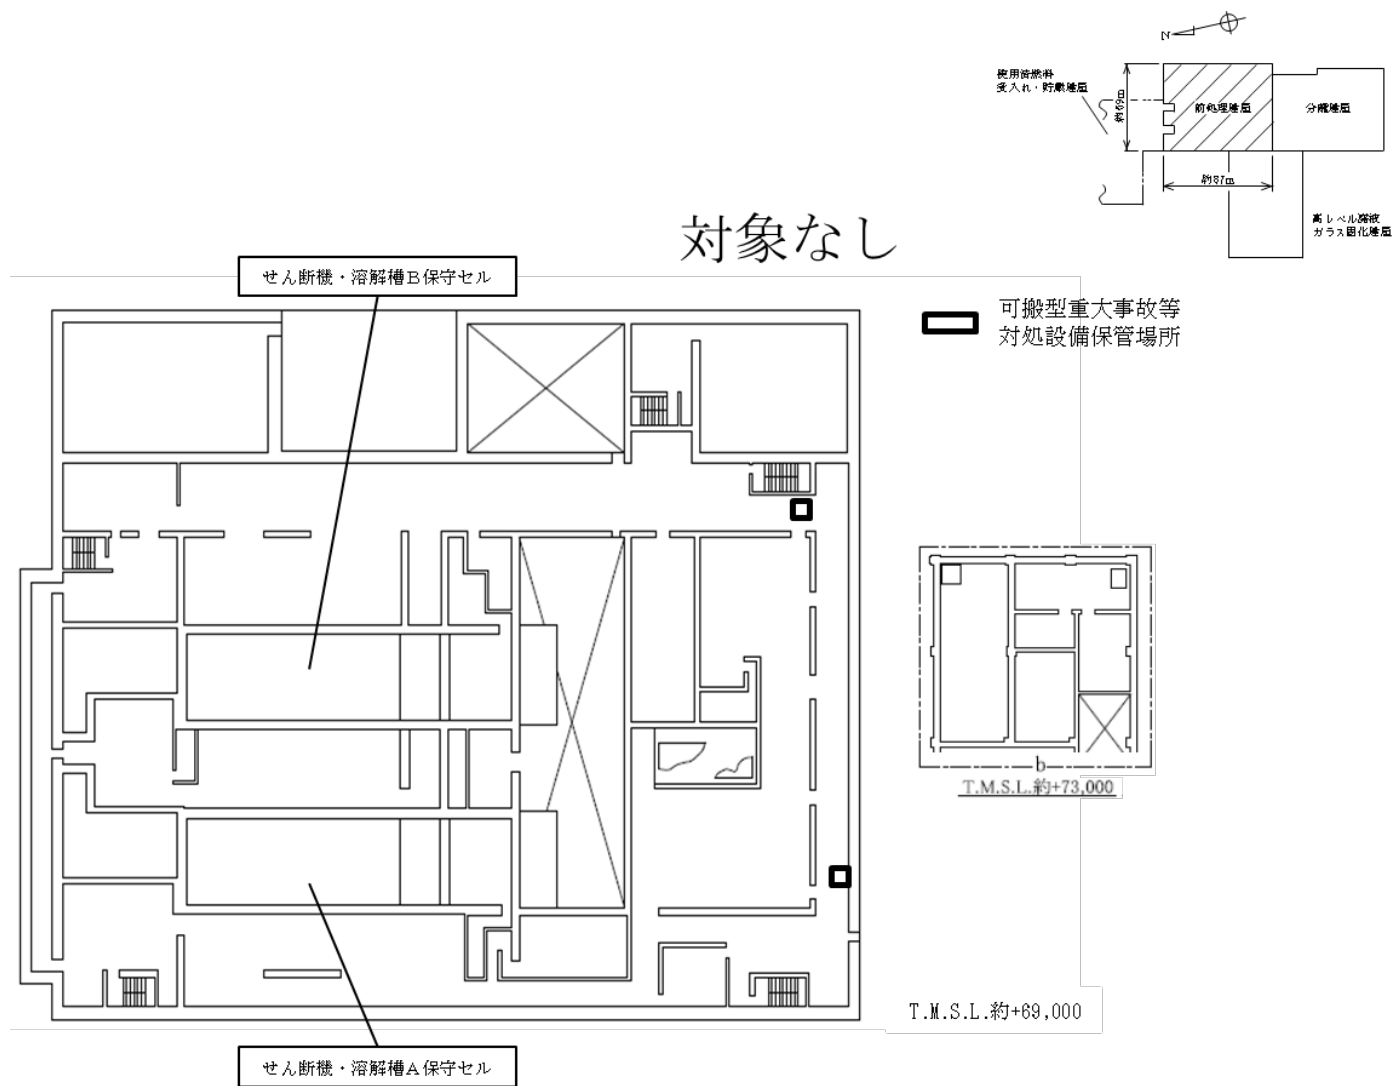 N
使用済燃料
受入れ・貯蔵建屋
約69m
前処理建屋
分離建屋
約87m
高レベル廃液
ガラス固化建屋
対象なし
せん断機・溶解槽B保守セル
可搬型重大事故等
対処設備保管場所
b
T.M.S.L.約+73,000
T.M.S.L.約+69,000
せん断機・溶解槽A保守セル